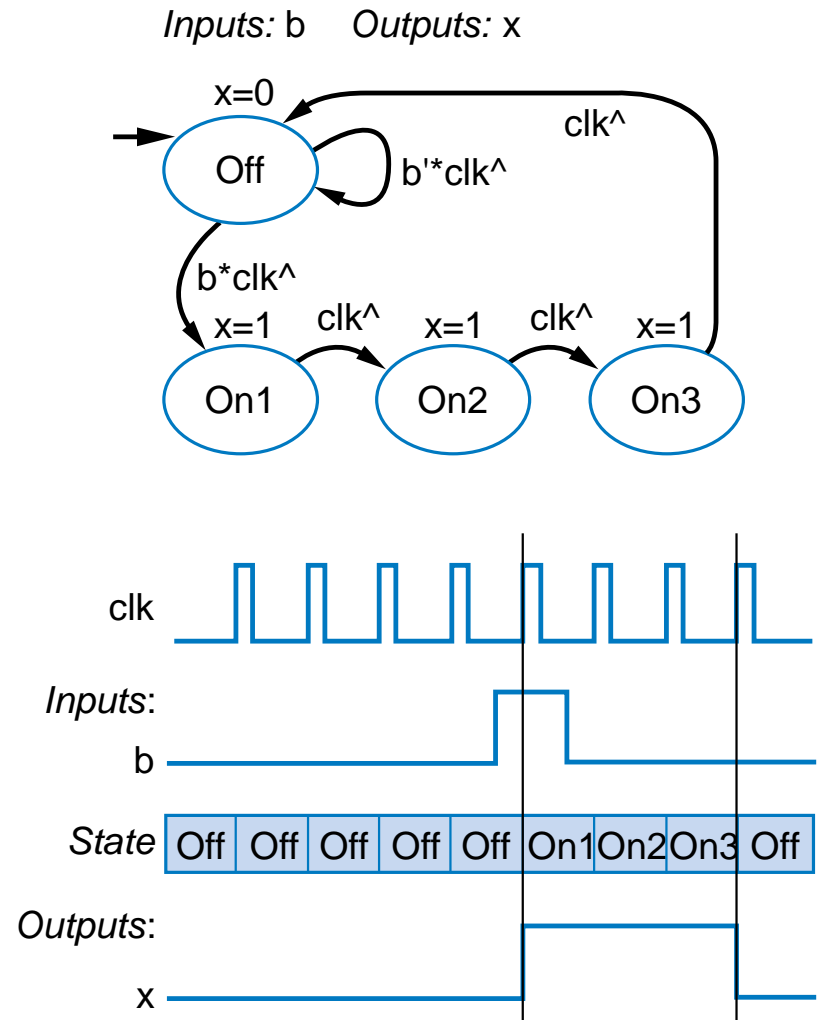 Inputs: b Outputs: x
x=0
clk^
Off
b'*clk^
b*clk^
x=1 clk^ x=1 clk^ x=1
On1 On2 On3
clk
Inputs:
b
State Off Off Off Off Off On1 On2 On3 Off
Outputs:
x